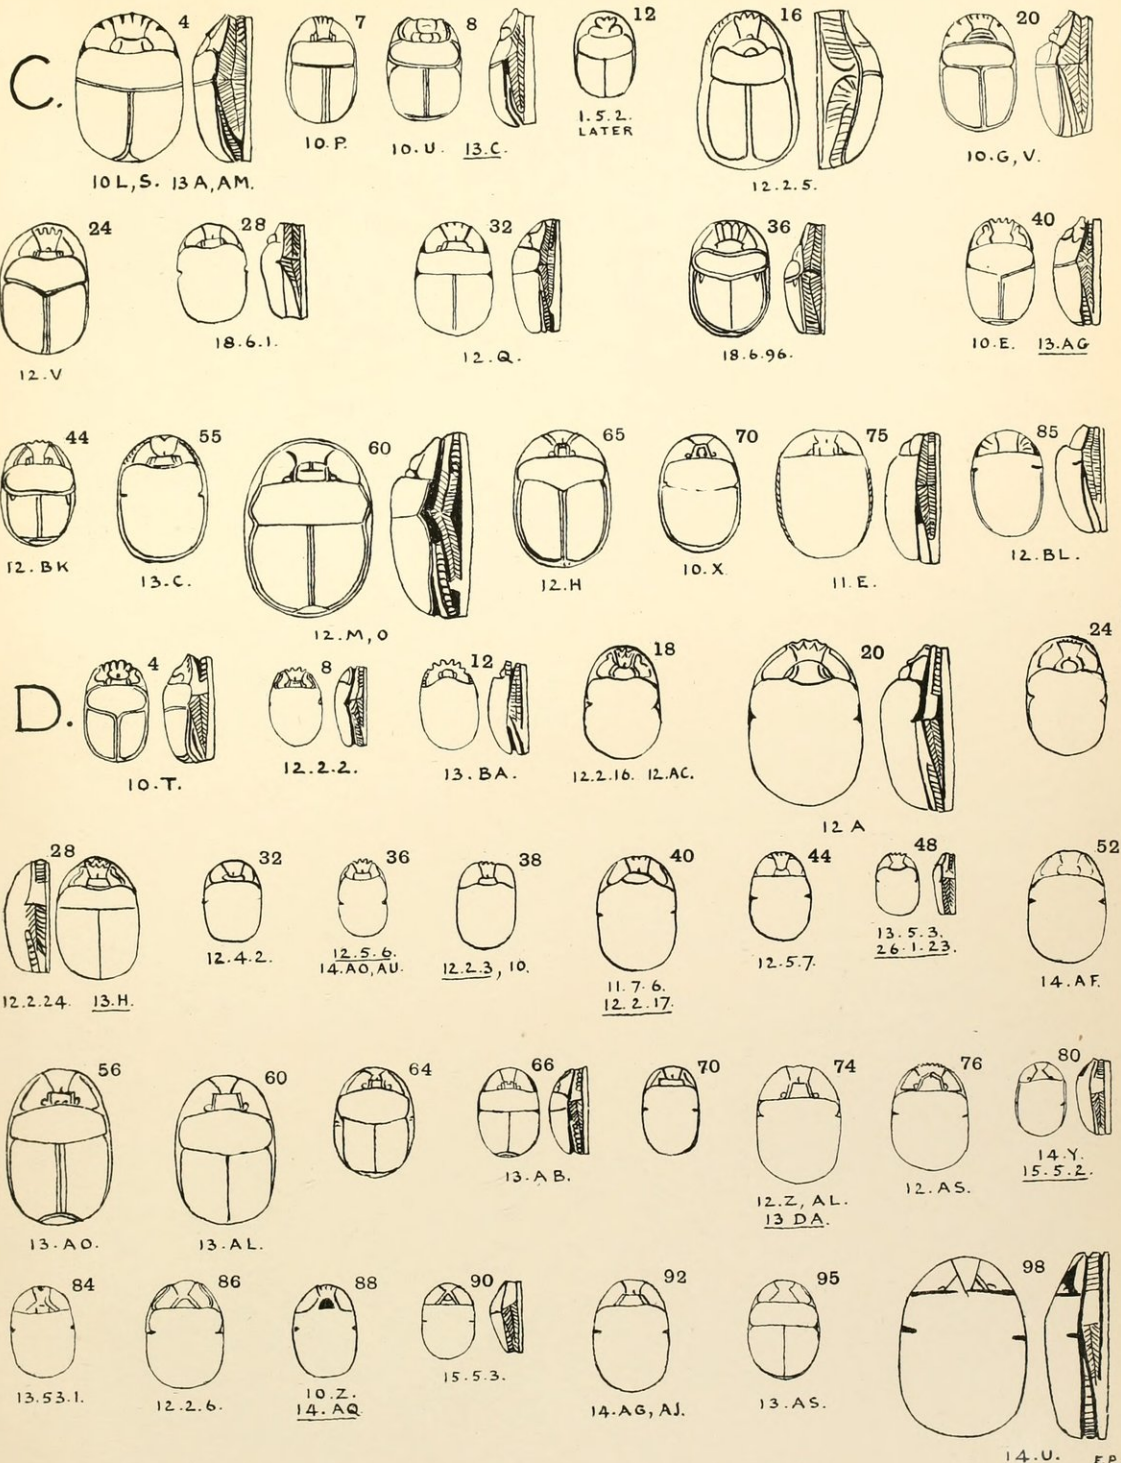 C.
4 7 8 12 16 20
10.P. 10.U. 13.C. 1.5.2.
LATER
10.G, V.
10 L, S. 13 A, AM. 12.2.5.
24 28 32 36 40
18.6.1. 12.Q. 18.6.96. 10.E. 13.AG
12.V
44 55 60 65 70 75 85
12.BK 13.C. 12.H 10.X 11.E. 12.BL.
12.M, O
D.
4 8 12 18 20 24
10.T. 12.2.2. 13.BA. 12.2.16. 12.AC.
12 A
28 32 36 38 40 44 48 52
12.4.2. 12.5.6. 12.2.3, 10. 12.5.7. 13.5.3.
14.AO, AU. 26.1.23.
12.2.24. 13.H. 11.7.6. 14.AF.
12.2.17.
56 60 64 66 70 74 76 80
13.AB. 12.AS. 14.Y.
15.5.2.
12.Z, AL.
13 DA.
13.AO. 13.AL.
84 86 88 90 92 95 98
13.53.1. 12.2.6. 10.Z. 15.5.3. 14.AG, AJ. 13.AS.
14.AQ
14.U. F.P.